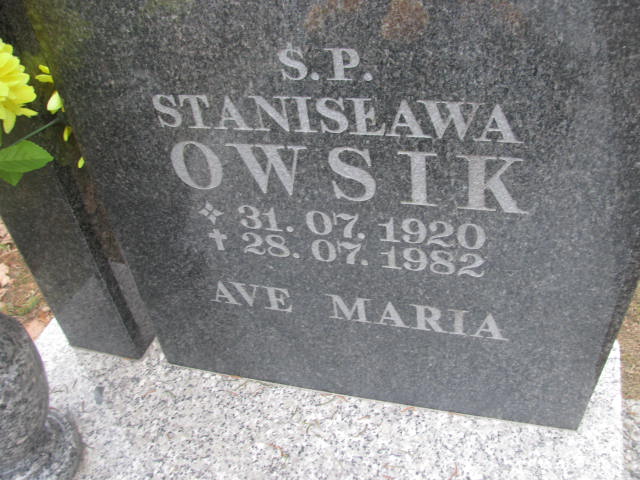 S.P.
STANISŁAWA
OWSIK
31. 07. 1920
† 28. 07. 1982
AVE MARIA